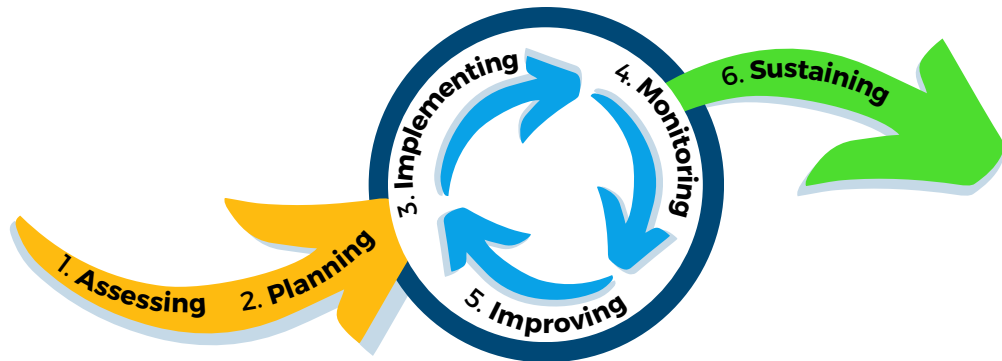 1. Assessing
2. Planning
3. Implementing
4. Monitoring
5. Improving
6. Sustaining